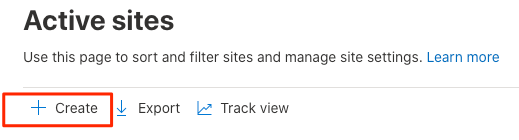 Active sites
Use this page to sort and filter sites and manage site settings. Learn more
Create Export Track view